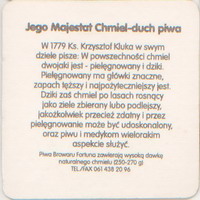 Jego Majestat Chmiel-duch piwa
W 1779 Ks. Krzysztof Kluka w swym
dziele pisze: W powszechności chmiel
dwojaki jest - pielęgnowany i dziki.
Pielęgnowany ma główki znaczne,
zapach tęższy i najpożyteczniejszy jest.
Dziki zaś chmiel po lasach rosnący
jako ziele zbierany lubo podlejszy,
jakożkolwiek przecież zdatny i przez
pielęgnowanie może być udoskonalony,
oraz piwu i medykom wielorakim
aspekcie służyć.
Piwa Browaru Fortuna zawierają wysoką dawkę
naturalnego chmielu (250-270 g)
TEL/FAX 061 438 20 96